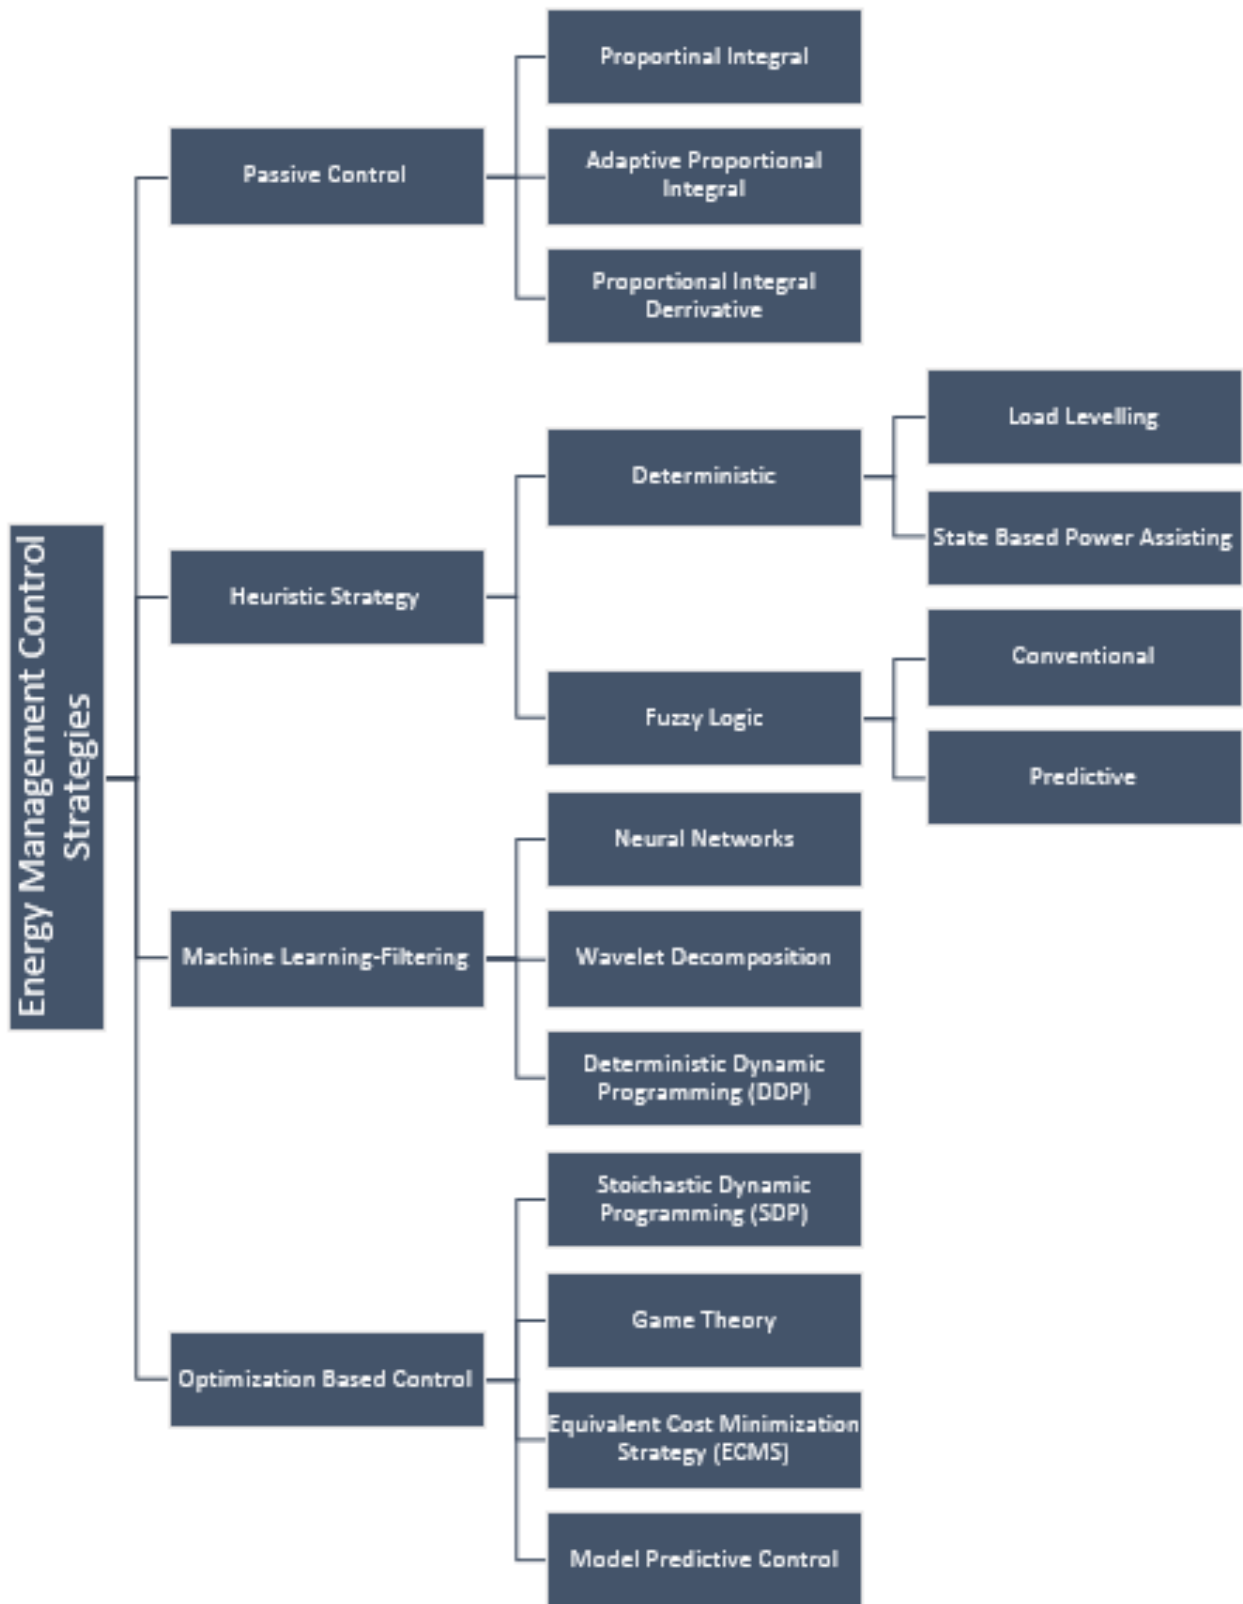 Energy Management Control
Strategies
Passive Control
Proportinal Integral
Adaptive Proportional
Integral
Proportional Integral
Derrivative
Heuristic Strategy
Deterministic
Load Levelling
State Based Power Assisting
Fuzzy Logic
Conventional
Predictive
Machine Learning-Filtering
Neural Networks
Wavelet Decomposition
Deterministic Dynamic
Programming (DDP)
Optimization Based Control
Stoichastic Dynamic
Programming (SDP)
Game Theory
Equivalent Cost Minimization
Strategy (ECMS)
Model Predictive Control